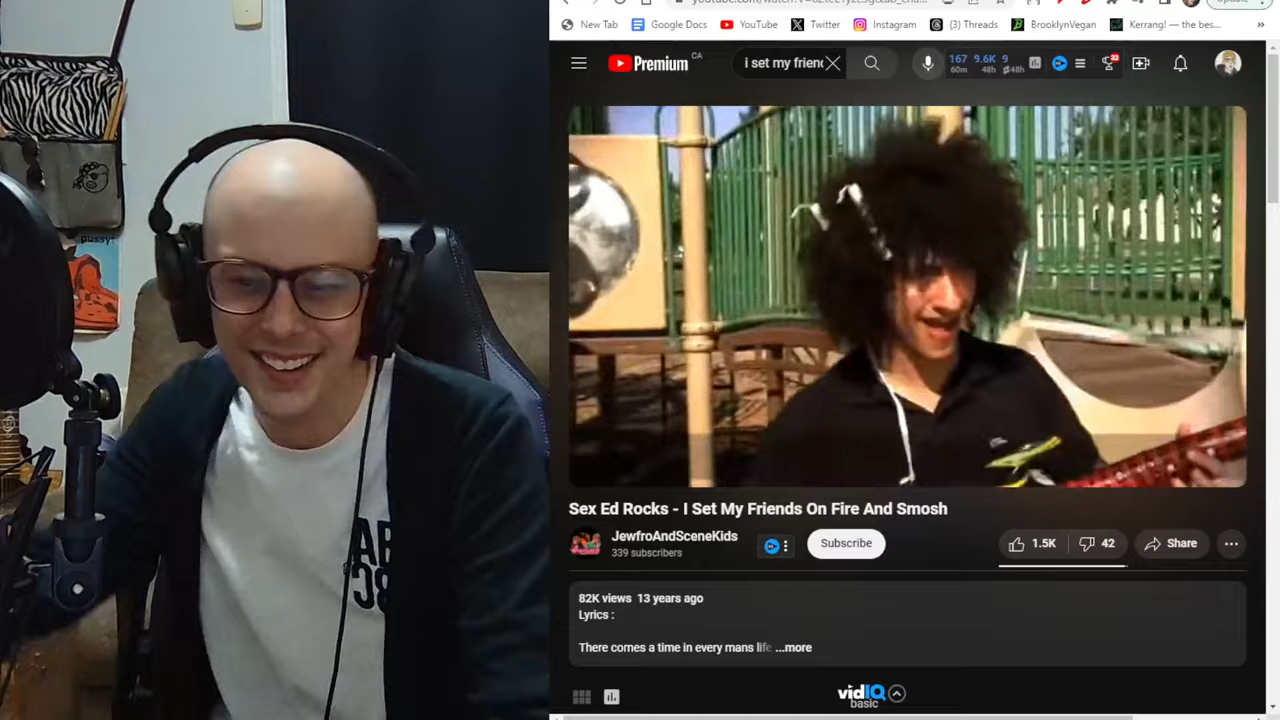 New Tab
Google Docs
YouTube
Twitter
Instagram
(3) Threads
BrooklynVegan
Kerrang! — the bes...
»
Premium CA
i set my frien
167 9.6K 9
60m 48h 48h
pussy?
Sex Ed Rocks - I Set My Friends On Fire And Smosh
JewfroAndSceneKids
339 subscribers
Subscribe
1.5K
42
Share
82K views 13 years ago
Lyrics :
There comes a time in every mans life ...more
vidIQ
basic